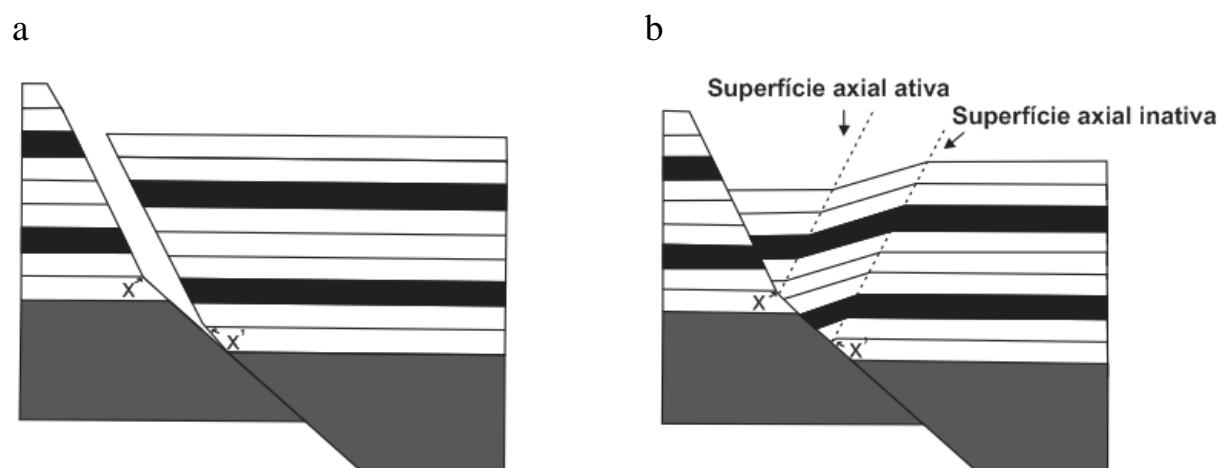 a
b
Superfície axial ativa
Superfície axial inativa
X
X'
X
X'